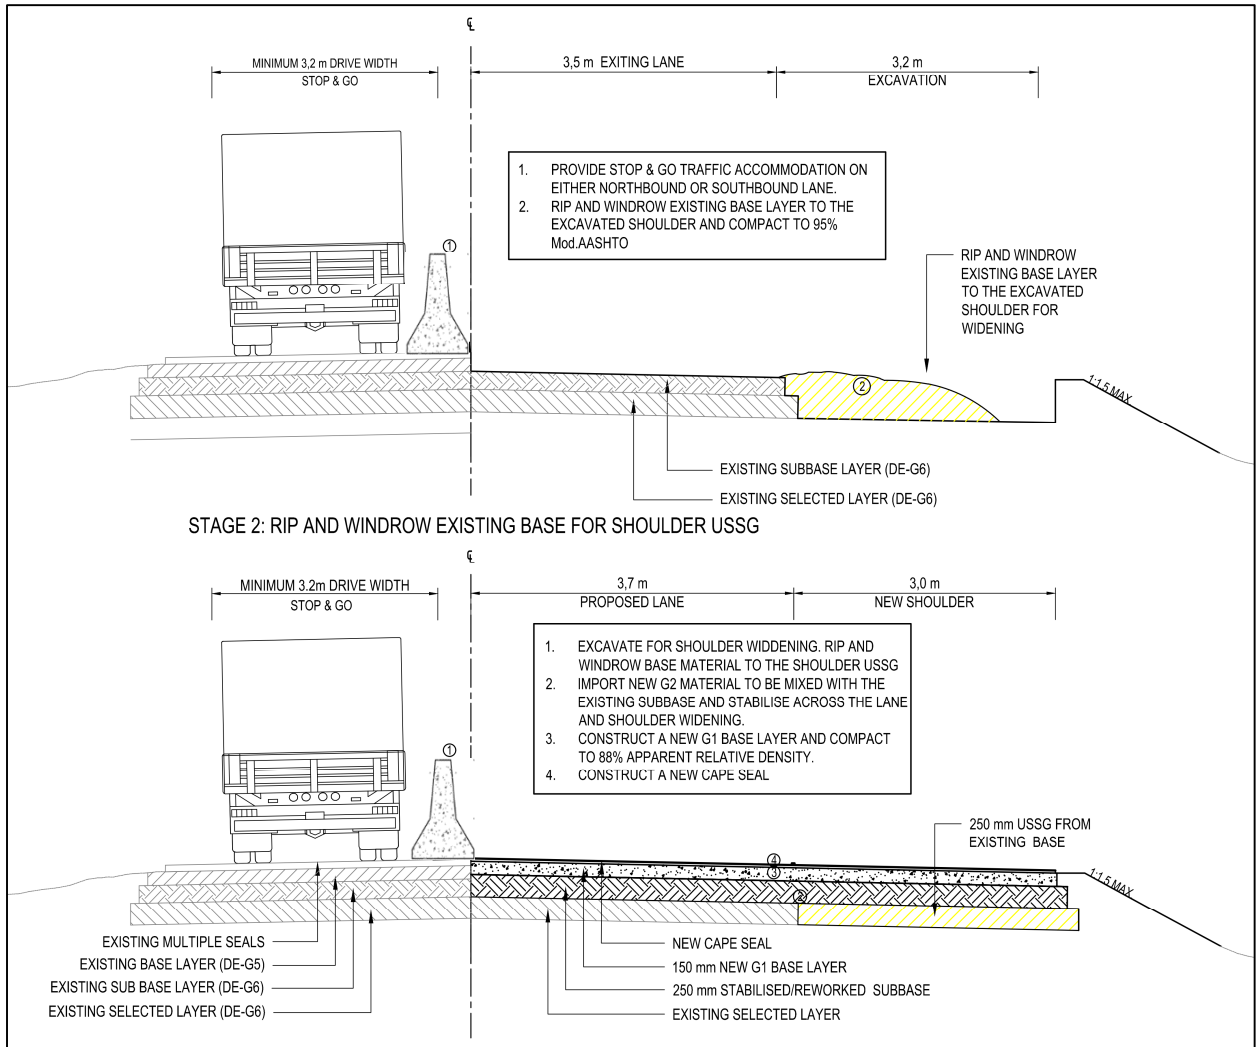 ℄
MINIMUM 3,2 m DRIVE WIDTH
STOP & GO
3,5 m EXITING LANE
3,2 m
EXCAVATION
1. PROVIDE STOP & GO TRAFFIC ACCOMMODATION ON
EITHER NORTHBOUND OR SOUTHBOUND LANE.
2. RIP AND WINDROW EXISTING BASE LAYER TO THE
EXCAVATED SHOULDER AND COMPACT TO 95%
Mod.AASHTO
1
RIP AND WINDROW
EXISTING BASE LAYER
TO THE EXCAVATED
SHOULDER FOR
WIDENING
2
1:1.5 MAX
EXISTING SUBBASE LAYER (DE-G6)
EXISTING SELECTED LAYER (DE-G6)
STAGE 2: RIP AND WINDROW EXISTING BASE FOR SHOULDER USSG
℄
MINIMUM 3.2m DRIVE WIDTH
STOP & GO
3,7 m
PROPOSED LANE
3,0 m
NEW SHOULDER
1. EXCAVATE FOR SHOULDER WIDDENING. RIP AND
WINDROW BASE MATERIAL TO THE SHOULDER USSG
2. IMPORT NEW G2 MATERIAL TO BE MIXED WITH THE
EXISTING SUBBASE AND STABILISE ACROSS THE LANE
AND SHOULDER WIDENING.
3. CONSTRUCT A NEW G1 BASE LAYER AND COMPACT
TO 88% APPARENT RELATIVE DENSITY.
4. CONSTRUCT A NEW CAPE SEAL
1
250 mm USSG FROM
EXISTING BASE
4
3
2
1:1.5 MAX
EXISTING MULTIPLE SEALS
EXISTING BASE LAYER (DE-G5)
EXISTING SUB BASE LAYER (DE-G6)
EXISTING SELECTED LAYER (DE-G6)
NEW CAPE SEAL
150 mm NEW G1 BASE LAYER
250 mm STABILISED/REWORKED SUBBASE
EXISTING SELECTED LAYER